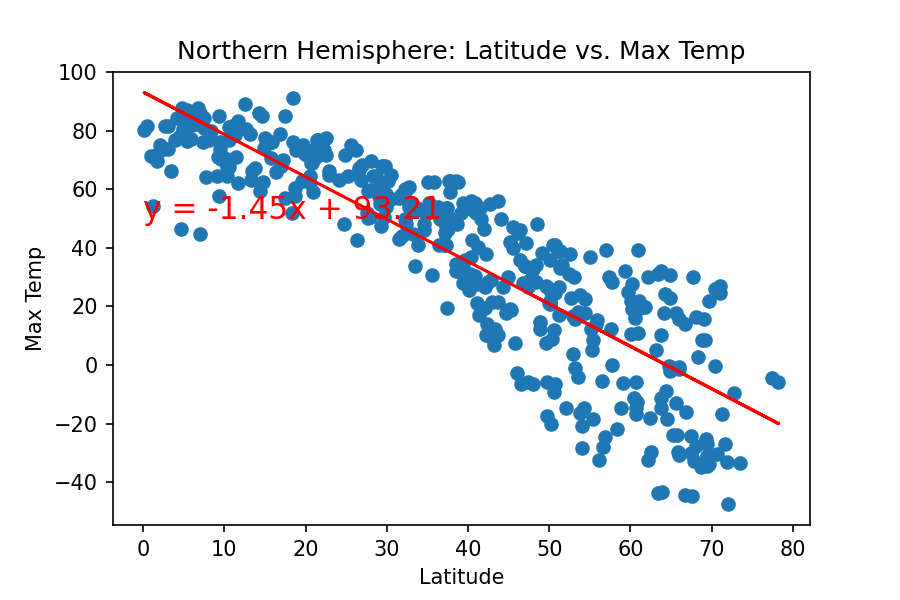 Northern Hemisphere: Latitude vs. Max Temp
100
80
60
y = -1.45x + 93.21
40
20
0
−20
−40
Max Temp
0 10 20 30 40 50 60 70 80
Latitude